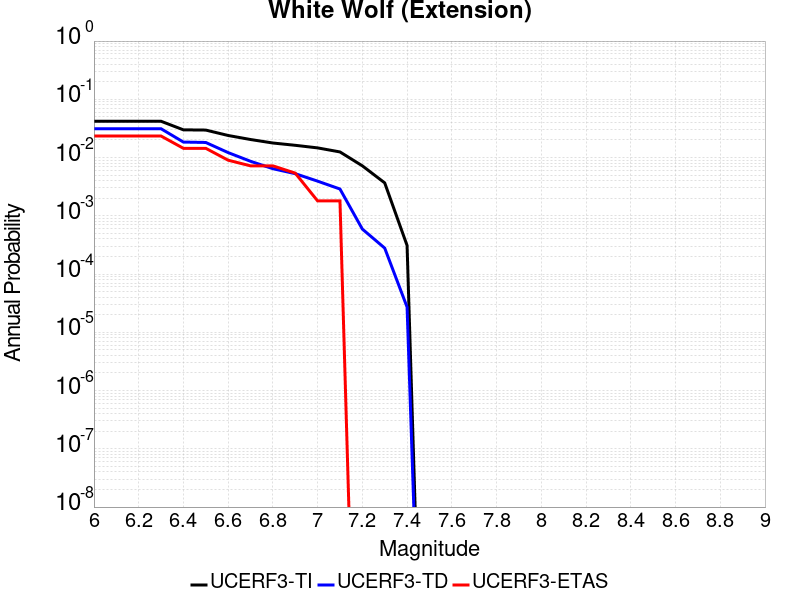 White Wolf (Extension)
10 0
10 -1
10 -2
10 -3
10 -4
10 -5
10 -6
10 -7
10 -8
Annual Probability
6 6.2 6.4 6.6 6.8 7 7.2 7.4 7.6 7.8 8 8.2 8.4 8.6 8.8 9
Magnitude
UCERF3-TI UCERF3-TD UCERF3-ETAS